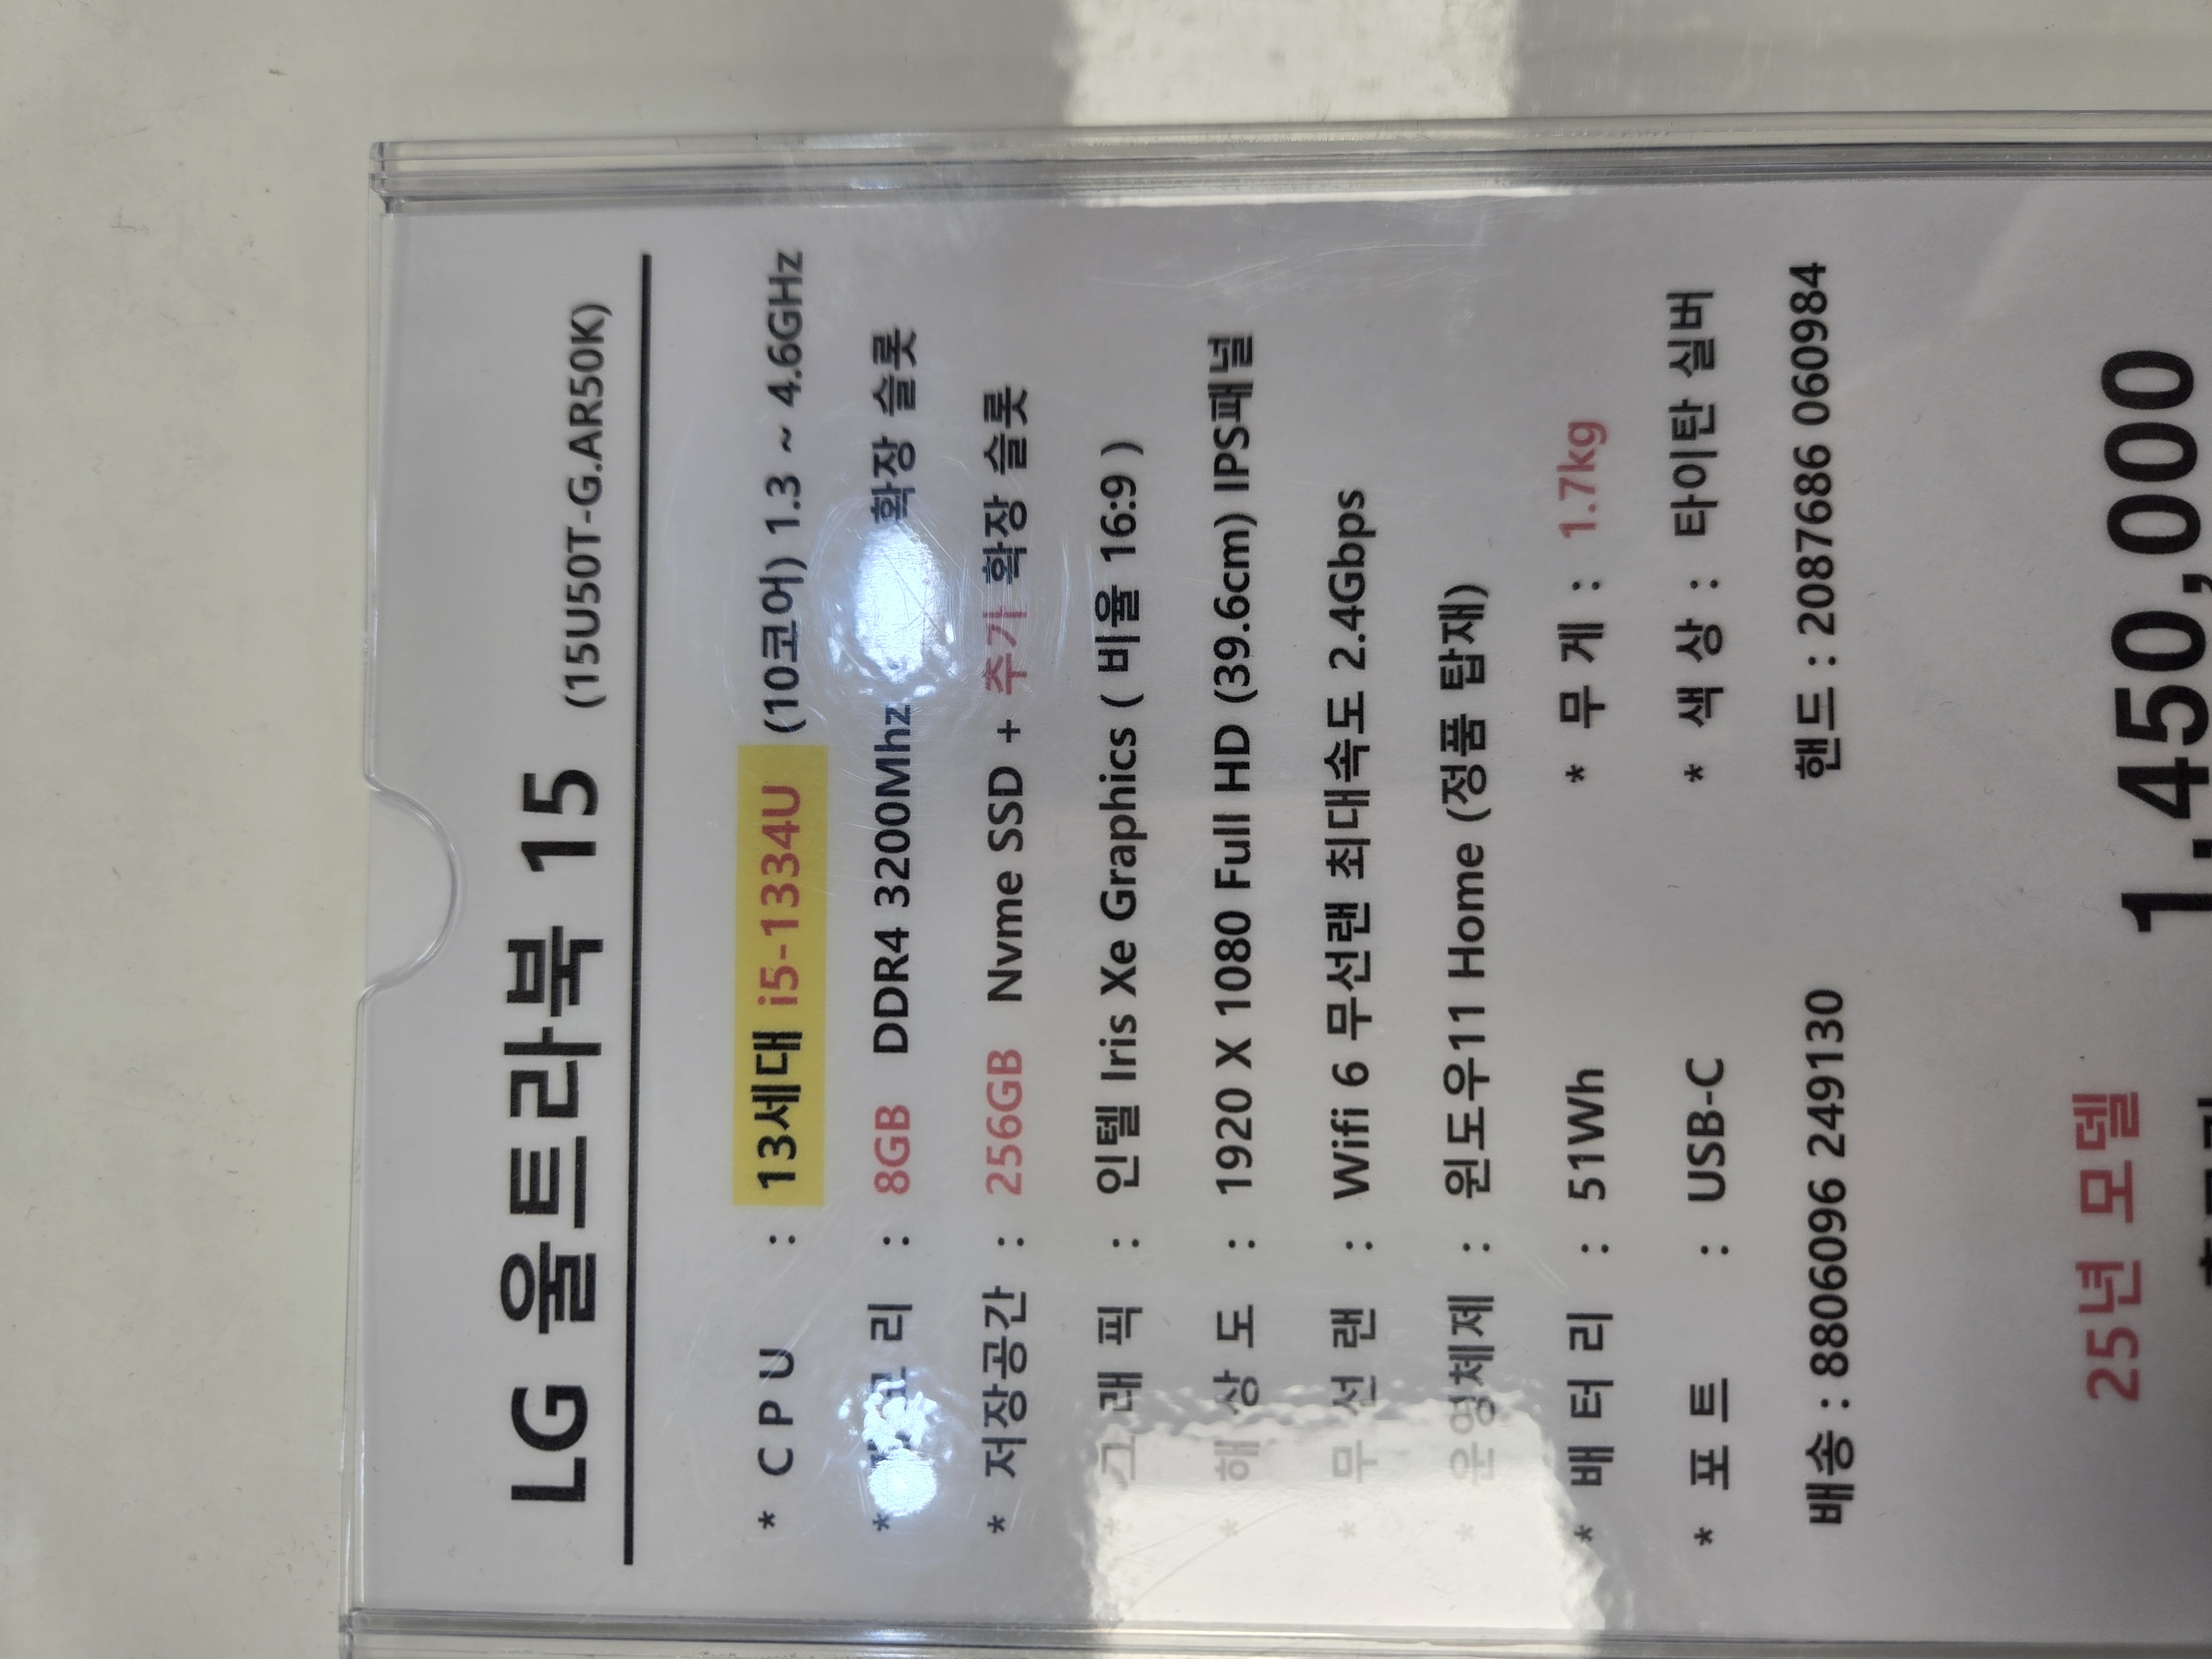 LG 울트라북 15 (15U50T-G.AR50K)
* C P U : 13세대 i5-1334U (10코어) 1.3 ~ 4.6GHz
* 리 : 8GB DDR4 3200Mhz 확장 슬롯
* 저장공간 : 256GB Nvme SSD + 추가 확장 슬롯
* 그 래 픽 : 인텔 Iris Xe Graphics ( 비율 16:9 )
* 해 상 도 : 1920 X 1080 Full HD (39.6cm) IPS패널
* 무 선 랜 : Wifi 6 무선랜 최대속도 2.4Gbps
* 운영체제 : 윈도우11 Home (정품 탑재)
* 배 터 리 : 51Wh * 무 게 : 1.7kg
* 포 트 : USB-C * 색 상 : 타이탄 실버
배송 : 8806096 249130 핸드 : 2087686 060984
25년 모델 1,450,000